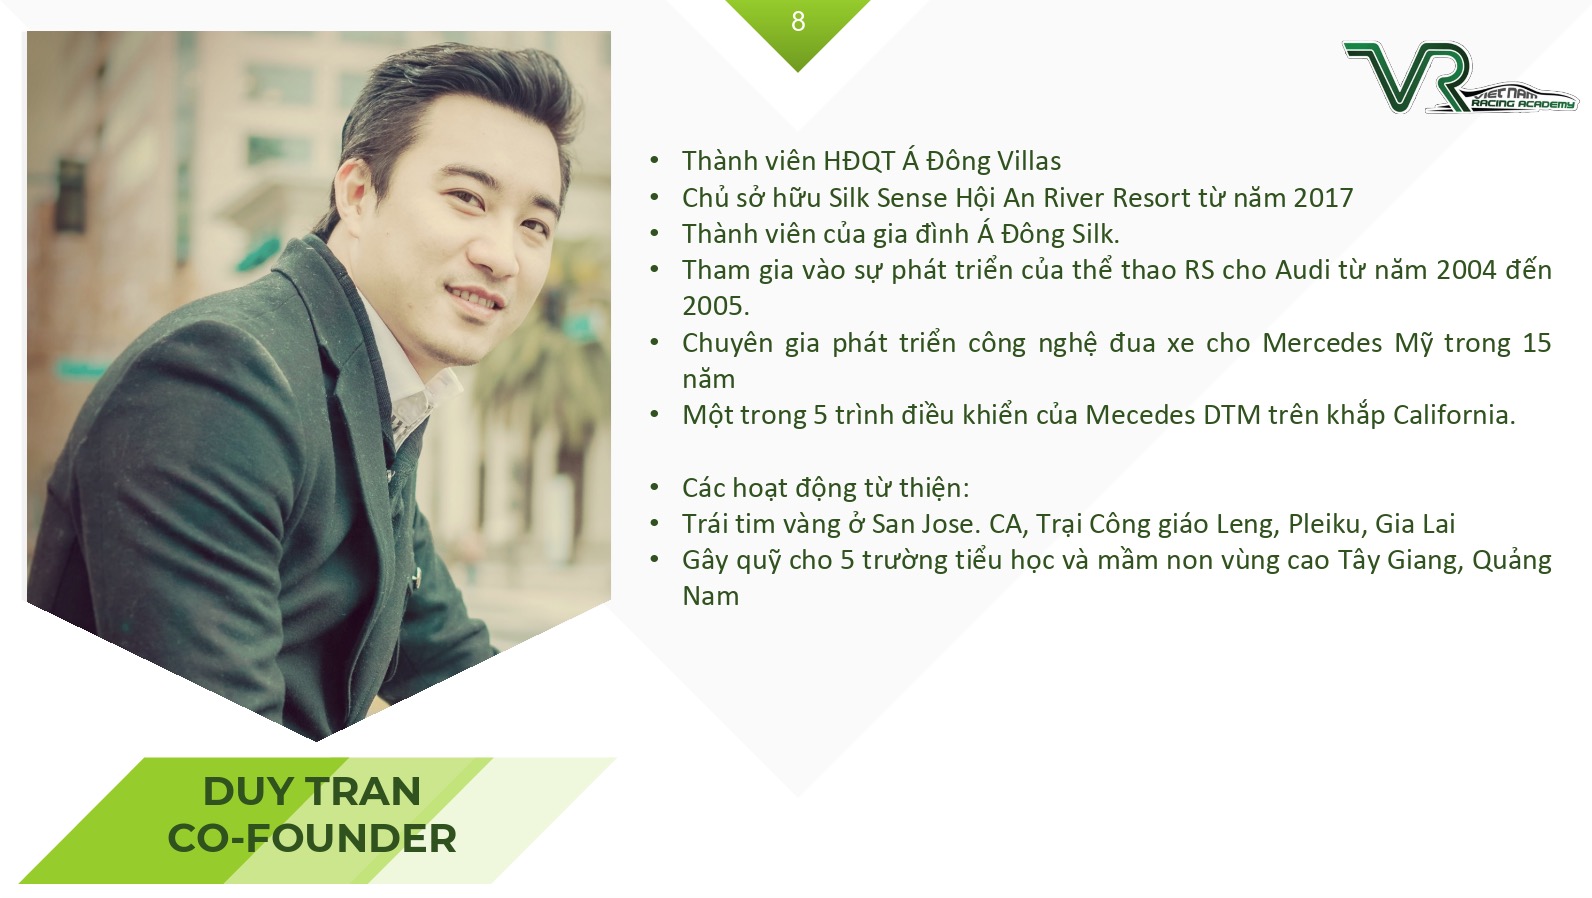 8
VR
VIET NAM
RACING ACADEMY
• Thành viên HĐQT Á Đông Villas
• Chủ sở hữu Silk Sense Hội An River Resort từ năm 2017
• Thành viên của gia đình Á Đông Silk.
• Tham gia vào sự phát triển của thể thao RS cho Audi từ năm 2004 đến
2005.
• Chuyên gia phát triển công nghệ đua xe cho Mercedes Mỹ trong 15
năm
• Một trong 5 trình điều khiển của Mecedes DTM trên khắp California.
• Các hoạt động từ thiện:
• Trái tim vàng ở San Jose. CA, Trại Công giáo Leng, Pleiku, Gia Lai
• Gây quỹ cho 5 trường tiểu học và mầm non vùng cao Tây Giang, Quảng
Nam
DUY TRAN
CO-FOUNDER